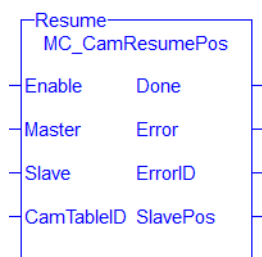 Resume
MC_CamResumePos
Enable Done
Master Error
Slave ErrorID
CamTableID SlavePos